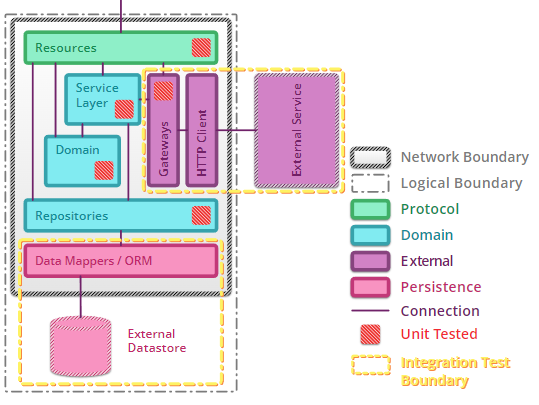 Resources
Service
Layer
Domain
Gateways
HTTP Client
External Service
Repositories
Data Mappers / ORM
External
Datastore
Network Boundary
Logical Boundary
Protocol
Domain
External
Persistence
Connection
Unit Tested
Integration Test
Boundary